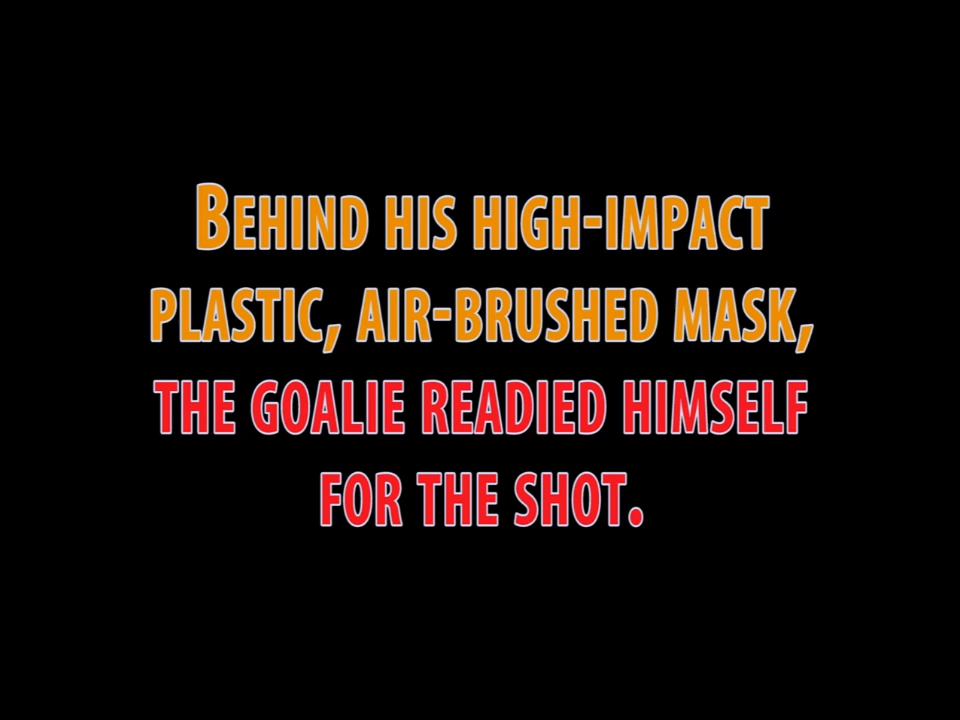 Behind his high-impact
plastic, air-brushed mask,
the goalie readied himself
for the shot.